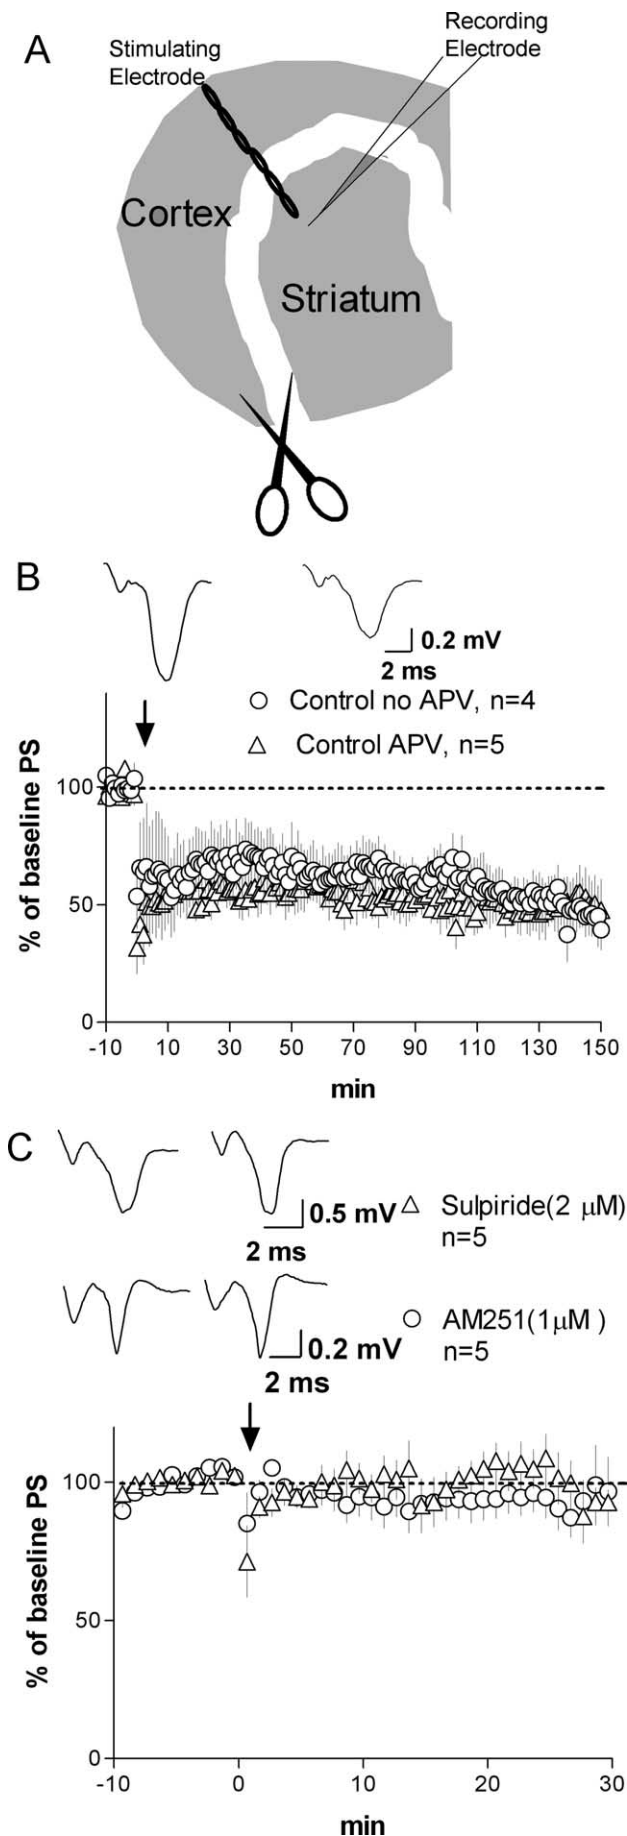 A
Stimulating
Electrode
Recording
Electrode
Cortex
Striatum
B
0.2 mV
2 ms
Control no APV, n=4
Control APV, n=5
% of baseline PS
100
50
0
-10 10 30 50 70 90 110 130 150
min
C
0.5 mV
2 ms
Sulpiride(2 μM)
n=5
0.2 mV
2 ms
AM251(1μM )
n=5
% of baseline PS
100
50
0
-10 0 10 20 30
min